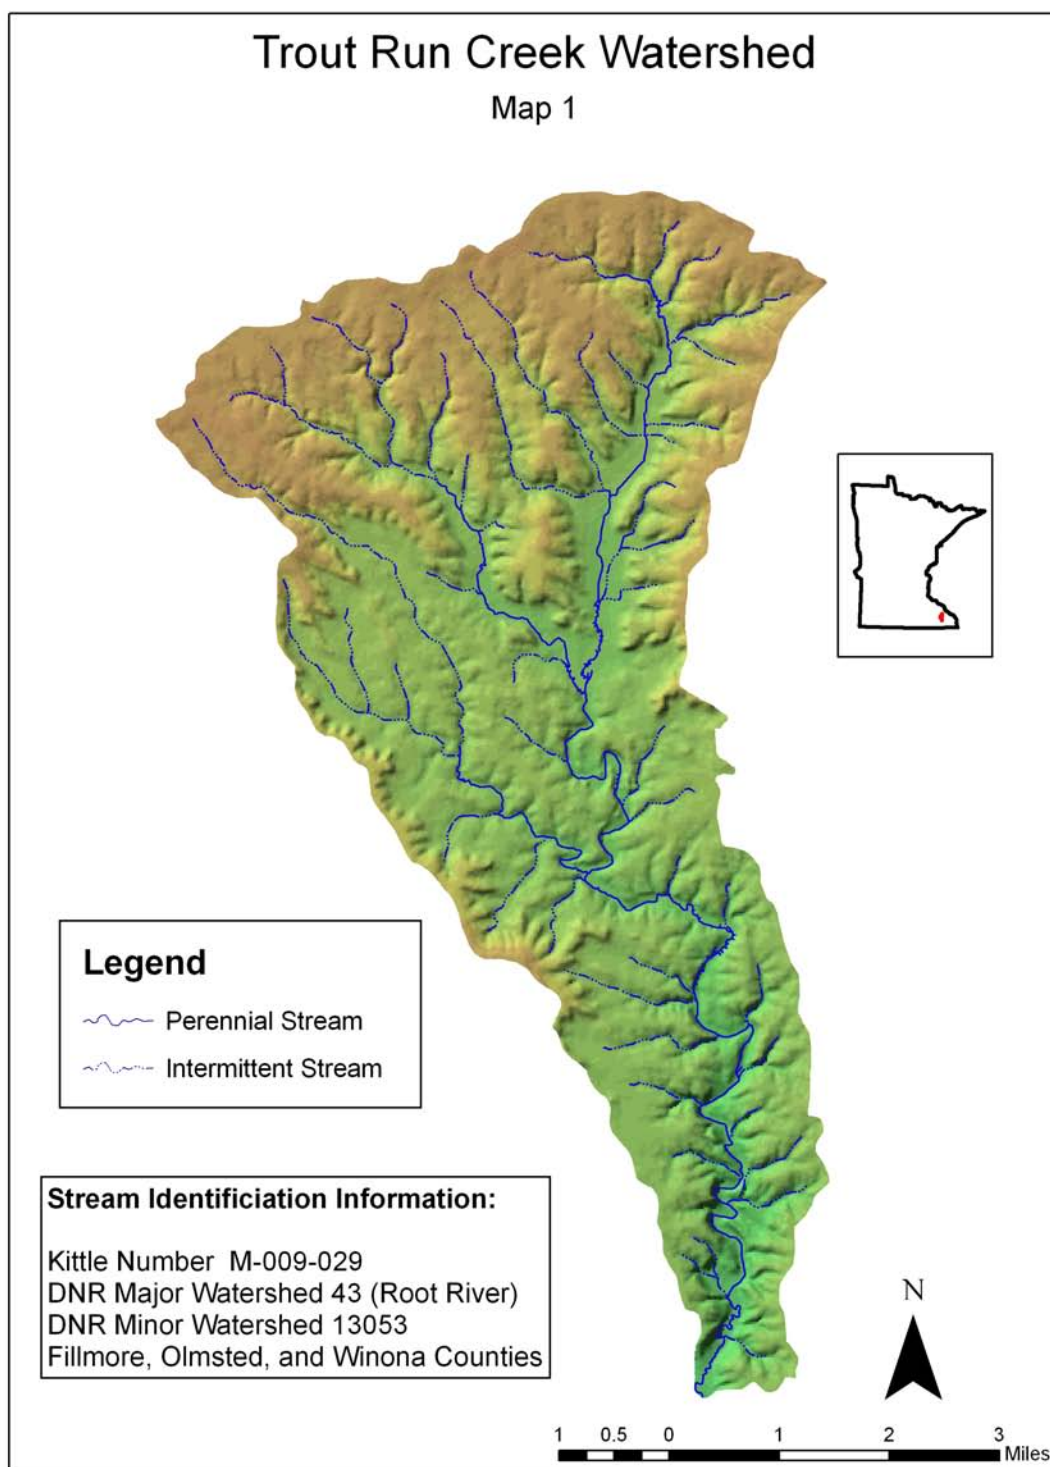 Trout Run Creek Watershed
Map 1
Legend
Perennial Stream
Intermittent Stream
Stream Identificiation Information:
Kittle Number M-009-029
DNR Major Watershed 43 (Root River)
DNR Minor Watershed 13053
Fillmore, Olmsted, and Winona Counties
N
1 0.5 0 1 2 3
Miles